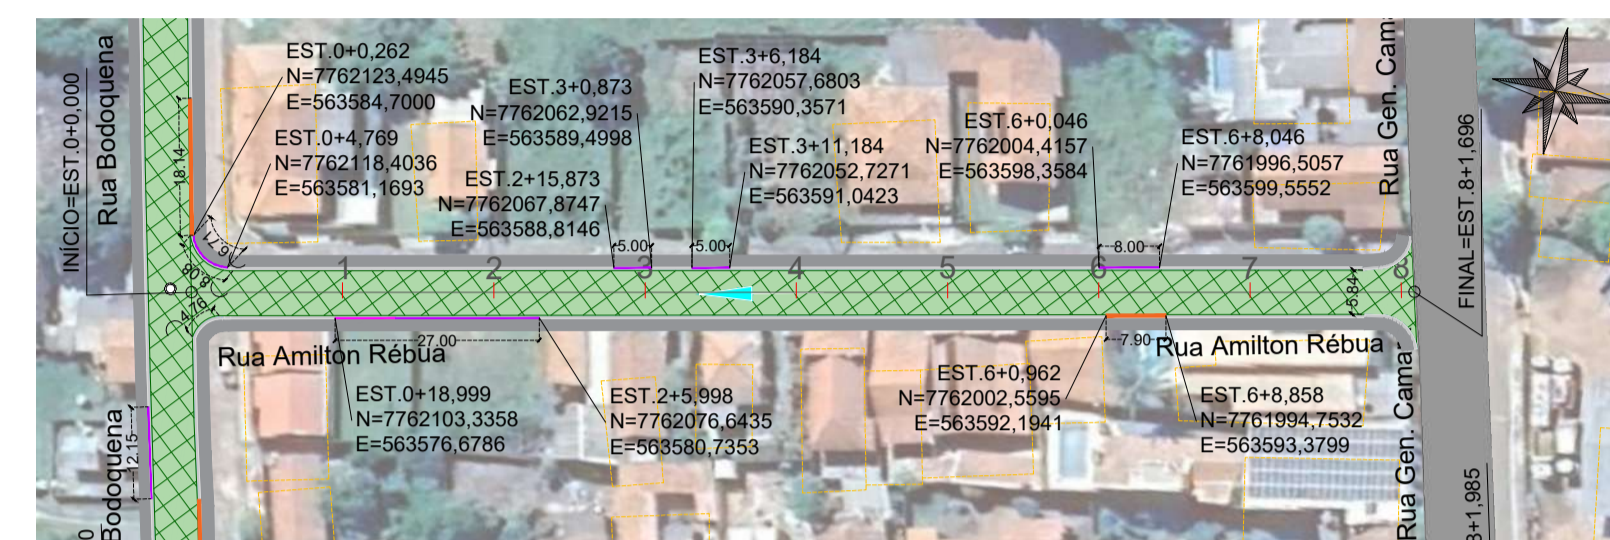 INÍCIO=EST.0+0,000
Rua Bodoquena
18.14
EST.0+0,262
N=7762123,4945
E=563584,7000
EST.0+4,769
N=7762118,4036
E=563581,1693
EST.3+0,873
N=7762062,9215
E=563589,4998
EST.2+15,873
N=7762067,8747
E=563588,8146
EST.3+6,184
N=7762057,6803
E=563590,3571
EST.3+11,184
N=7762052,7271
E=563591,0423
EST.6+0,046
N=7762004,4157
E=563598,3584
EST.6+8,046
N=7761996,5057
E=563599,5552
Rua Gen. Cama
FINAL=EST.8+1,696
6.71
8.08
4.76
5.00
5.00
8.00
1
2
3
4
5
6
7
8
5.84
27.00
7.90
Rua Amilton Rébua
Rua Amilton Rébua
EST.0+18,999
N=7762103,3358
E=563576,6786
EST.2+5,998
N=7762076,6435
E=563580,7353
EST.6+0,962
N=7762002,5595
E=563592,1941
EST.6+8,858
N=7761994,7532
E=563593,3799
12.15
Bodoquena
0
Rua Gen. Cama
3+1,985